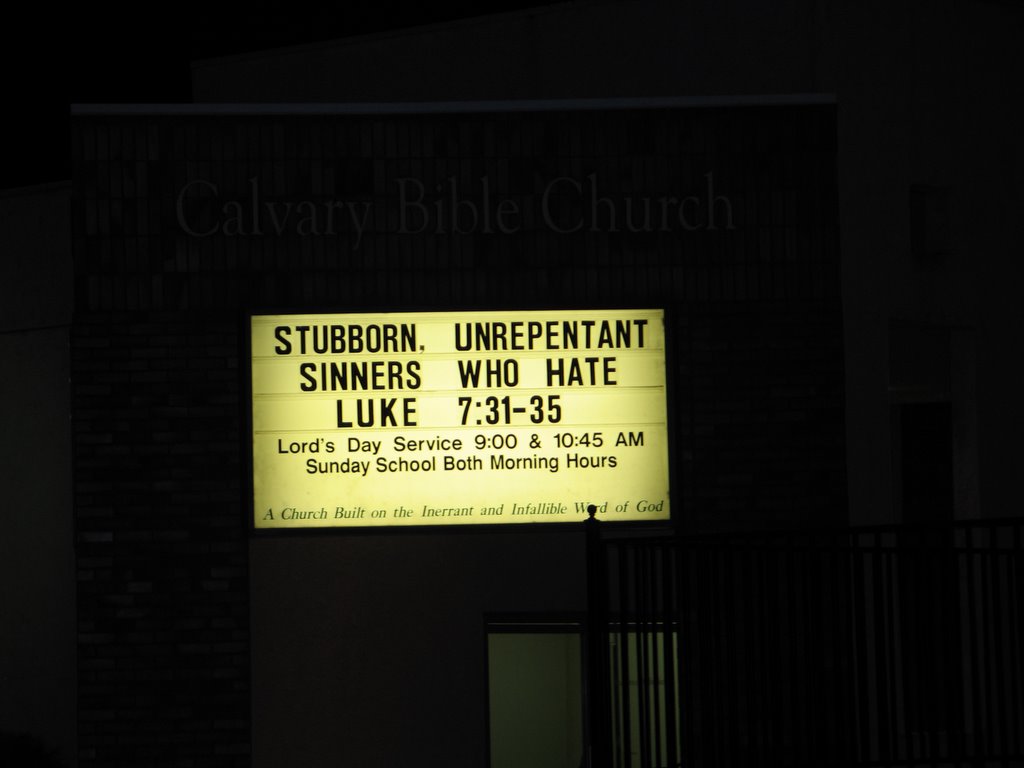 Calvary Bible Church
STUBBORN. UNREPENTANT
SINNERS WHO HATE
LUKE 7:31-35
Lord's Day Service 9:00 & 10:45 AM
Sunday School Both Morning Hours
A Church Built on the Inerrant and Infallible Word of God